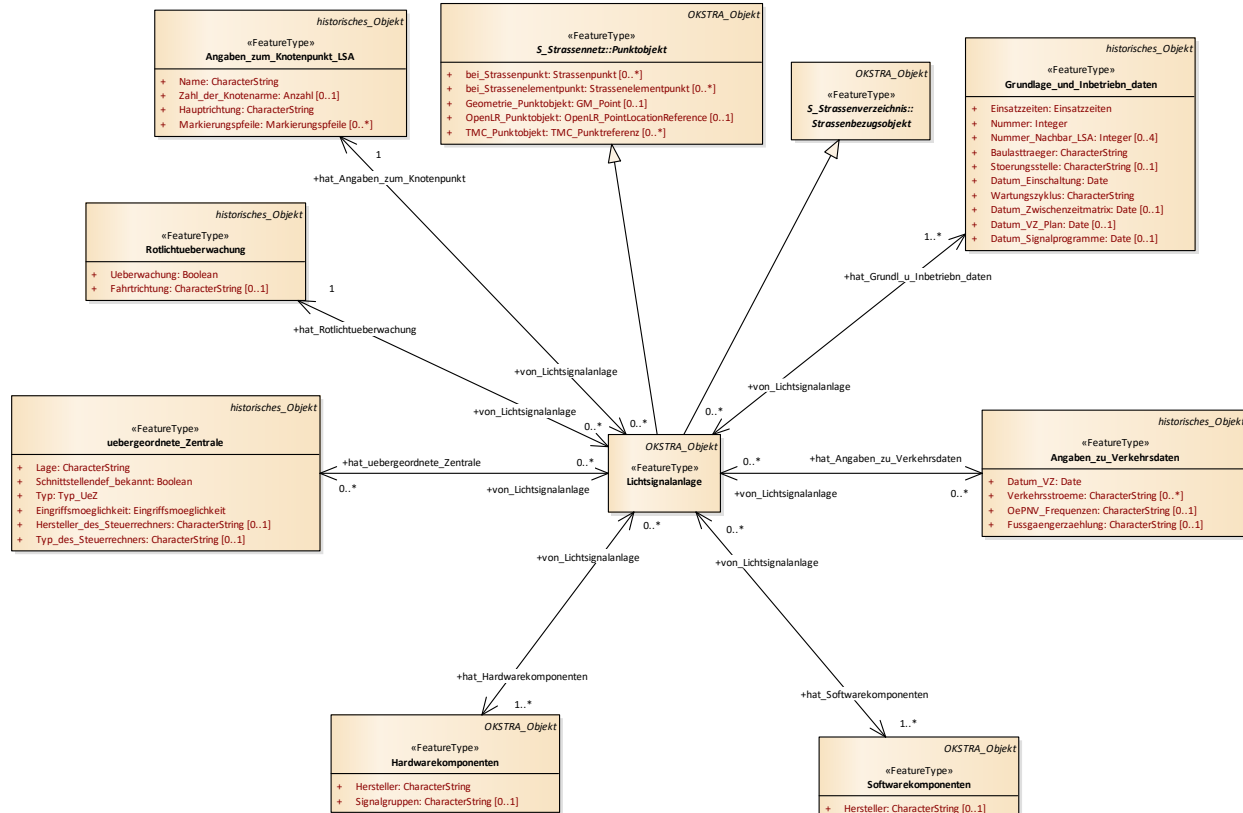 historisches_Objekt
«FeatureType»
Angaben_zum_Knotenpunkt_LSA
+ Name: CharacterString
+ Zahl_der_Knotenarme: Anzahl [0..1]
+ Hauptrichtung: CharacterString
+ Markierungspfeile: Markierungspfeile [0..*]
OKSTRA_Objekt
«FeatureType»
S_Strassennetz::Punktobjekt
+ bei_Strassenpunkt: Strassenpunkt [0..*]
+ bei_Strassenelementpunkt: Strassenelementpunkt [0..*]
+ Geometrie_Punktobjekt: GM_Point [0..1]
+ OpenLR_Punktobjekt: OpenLR_PointLocationReference [0..1]
+ TMC_Punktobjekt: TMC_Punktreferenz [0..*]
OKSTRA_Objekt
«FeatureType»
S_Strassenverzeichnis::
Strassenbezugsobjekt
historisches_Objekt
«FeatureType»
Grundlage_und_Inbetriebn_daten
+ Einsatzzeiten: Einsatzzeiten
+ Nummer: Integer
+ Nummer_Nachbar_LSA: Integer [0..4]
+ Baulasttraeger: CharacterString
+ Stoerungsstelle: CharacterString [0..1]
+ Datum_Einschaltung: Date
+ Wartungszyklus: CharacterString
+ Datum_Zwischenzeitmatrix: Date [0..1]
+ Datum_VZ_Plan: Date [0..1]
+ Datum_Signalprogramme: Date [0..1]
1
+hat_Angaben_zum_Knotenpunkt
historisches_Objekt
«FeatureType»
Rotlichtueberwachung
+ Ueberwachung: Boolean
+ Fahrtrichtung: CharacterString [0..1]
1
+hat_Rotlichtueberwachung
1..*
+hat_Grundl_u_Inbetriebn_daten
+von_Lichtsignalanlage
0..*
+von_Lichtsignalanlage
0..*
+von_Lichtsignalanlage
0..*
historisches_Objekt
«FeatureType»
uebergeordnete_Zentrale
+ Lage: CharacterString
+ Schnittstellendef_bekannt: Boolean
+ Typ: Typ_UeZ
+ Eingriffsmoeglichkeit: Eingriffsmoeglichkeit
+ Hersteller_des_Steuerrechners: CharacterString [0..1]
+ Typ_des_Steuerrechners: CharacterString [0..1]
+hat_uebergeordnete_Zentrale
0..*
0..*
+von_Lichtsignalanlage
OKSTRA_Objekt
«FeatureType»
Lichtsignalanlage
0..*
+hat_Angaben_zu_Verkehrsdaten
+von_Lichtsignalanlage
0..*
historisches_Objekt
«FeatureType»
Angaben_zu_Verkehrsdaten
+ Datum_VZ: Date
+ Verkehrsstroeme: CharacterString [0..*]
+ OePNV_Frequenzen: CharacterString [0..1]
+ Fussgaengerzaehlung: CharacterString [0..1]
0..*
+von_Lichtsignalanlage
0..*
+von_Lichtsignalanlage
+hat_Hardwarekomponenten
1..*
+hat_Softwarekomponenten
1..*
OKSTRA_Objekt
«FeatureType»
Hardwarekomponenten
+ Hersteller: CharacterString
+ Signalgruppen: CharacterString [0..1]
OKSTRA_Objekt
«FeatureType»
Softwarekomponenten
+ Hersteller: CharacterString [0..1]